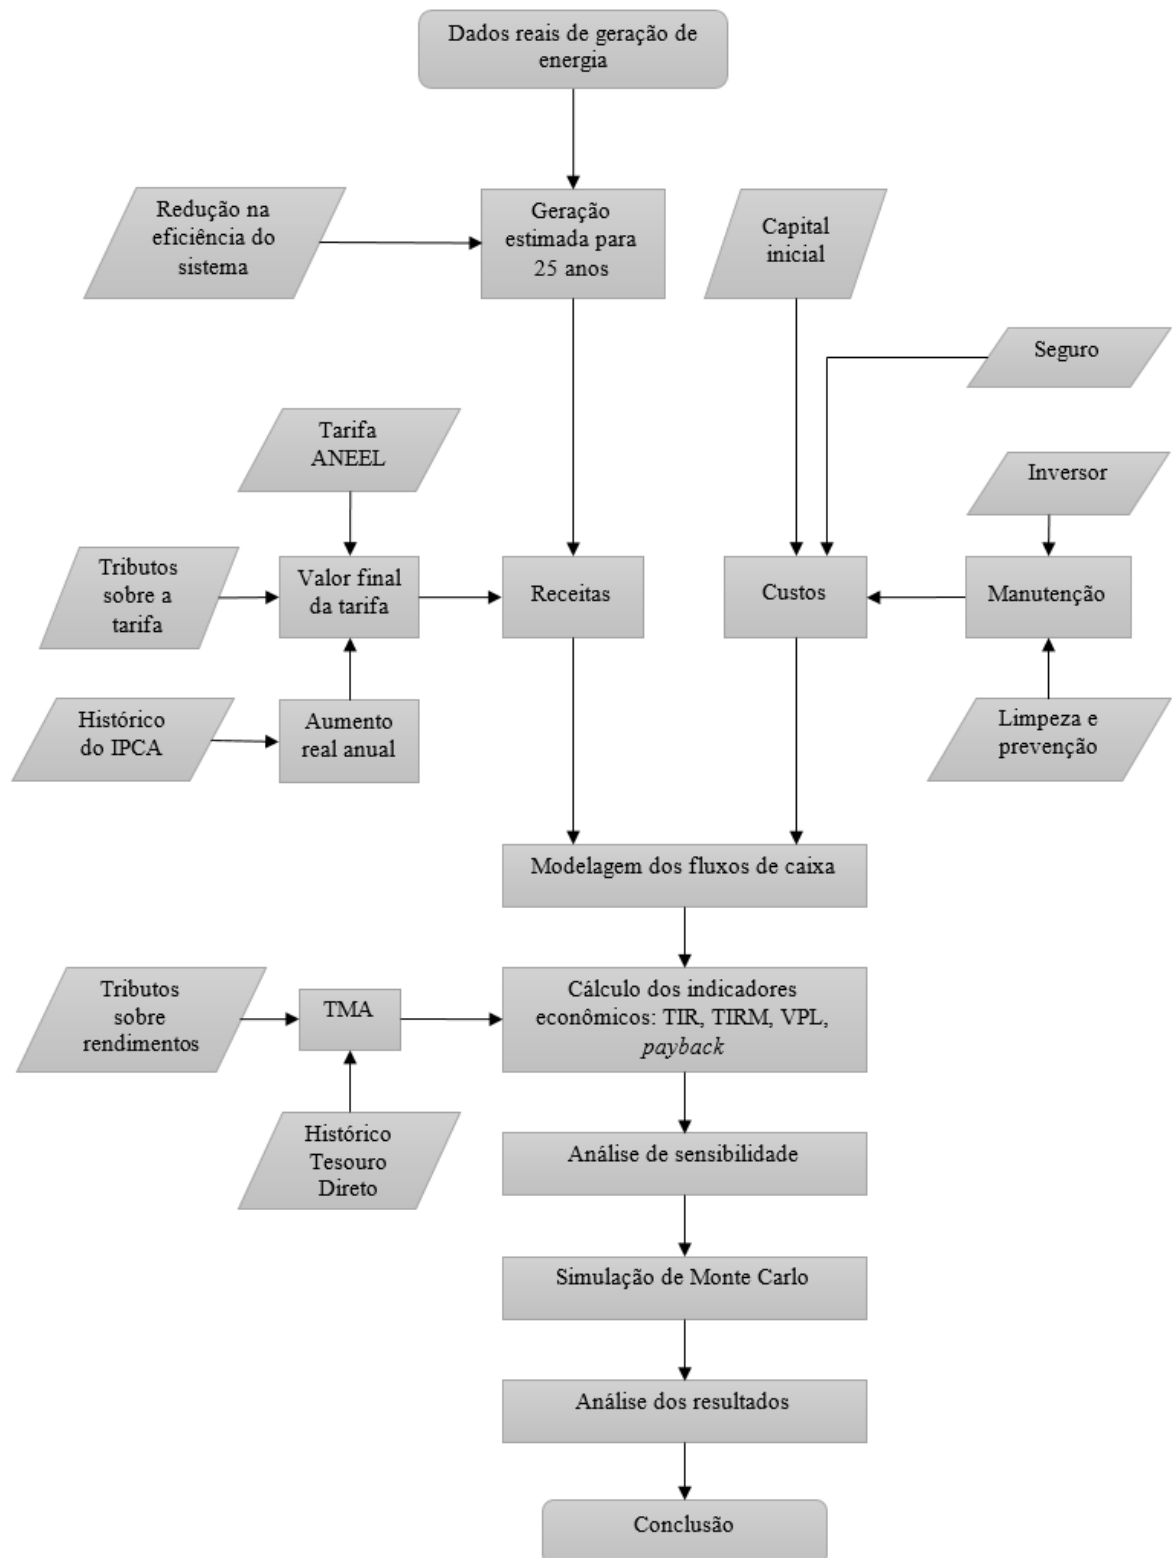 Dados reais de geração de
energia
Redução na
eficiência do
sistema
Geração
estimada para
25 anos
Capital
inicial
Seguro
Tarifa
ANEEL
Inversor
Tributos
sobre a
tarifa
Valor final
da tarifa
Receitas
Custos
Manutenção
Histórico
do IPCA
Aumento
real anual
Limpeza e
prevenção
Modelagem dos fluxos de caixa
Tributos
sobre
rendimentos
TMA
Cálculo dos indicadores
econômicos: TIR, TIRM, VPL,
payback
Histórico
Tesouro
Direto
Análise de sensibilidade
Simulação de Monte Carlo
Análise dos resultados
Conclusão